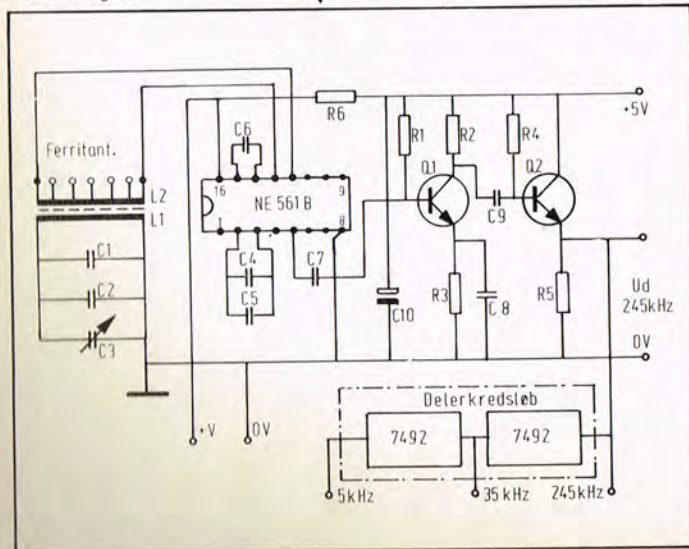 +5V
R6
C6
R1
R2
R4
Ferritant.
Q1
Q2
L2
L1
16
9
NE 561 B
1
8
C9
C1
C4
C7
C2
C5
R3
C8
R5
Ud
245kHz
C3
C10
0V
Delerkredsløb
+V
0V
7492
7492
5kHz
35kHz
245kHz